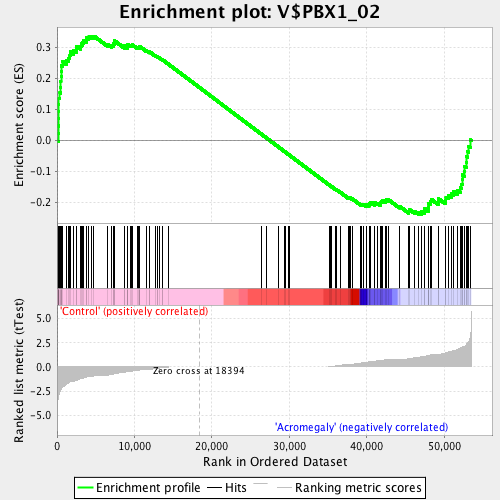 Enrichment plot: V$PBX1_02
Enrichment score (ES)
0.3
0.2
0.1
0.0
-0.1
-0.2
'Control' (positively correlated)
Ranked list metric (tTest)
5.0
2.5
0.0
-2.5
-5.0
Zero cross at 18394
'Acromegaly' (negatively correlated)
0 10,000 20,000 30,000 40,000 50,000
Rank in Ordered Dataset
Enrichment profile Hits Ranking metric scores